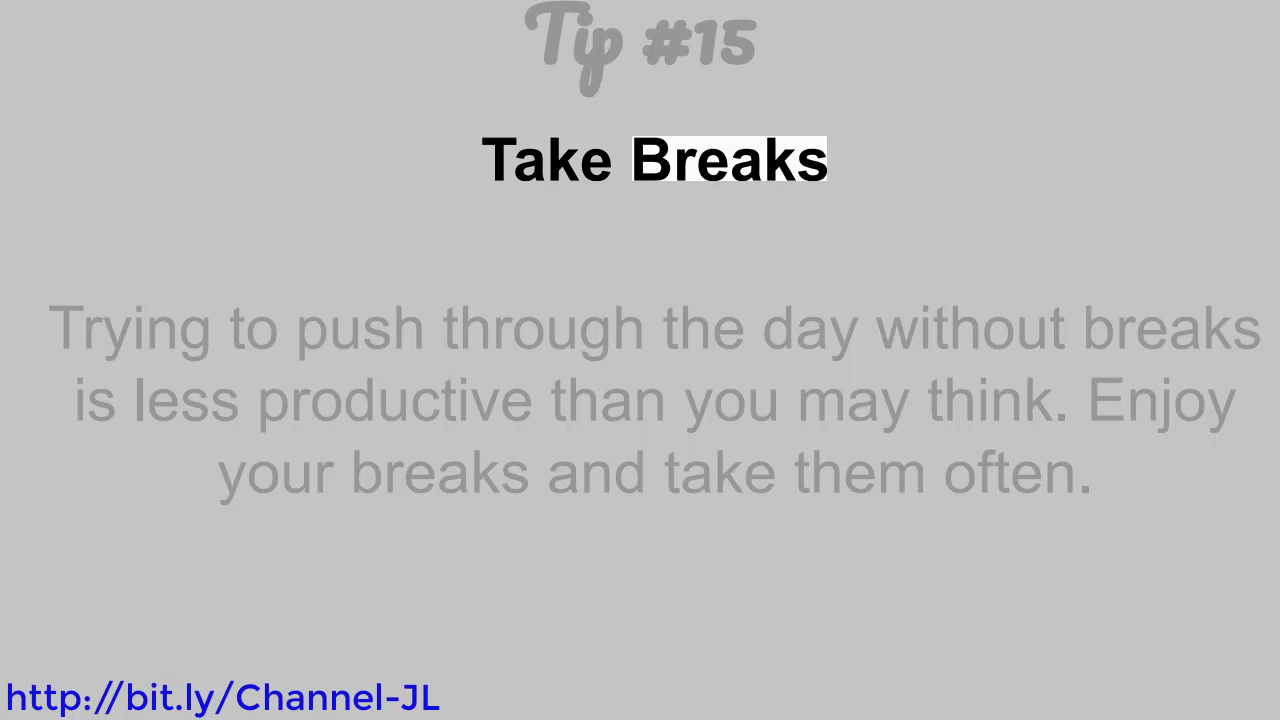 Tip #15
Take Breaks
Trying to push through the day without breaks
is less productive than you may think. Enjoy
your breaks and take them often.
http://bit.ly/Channel-JL